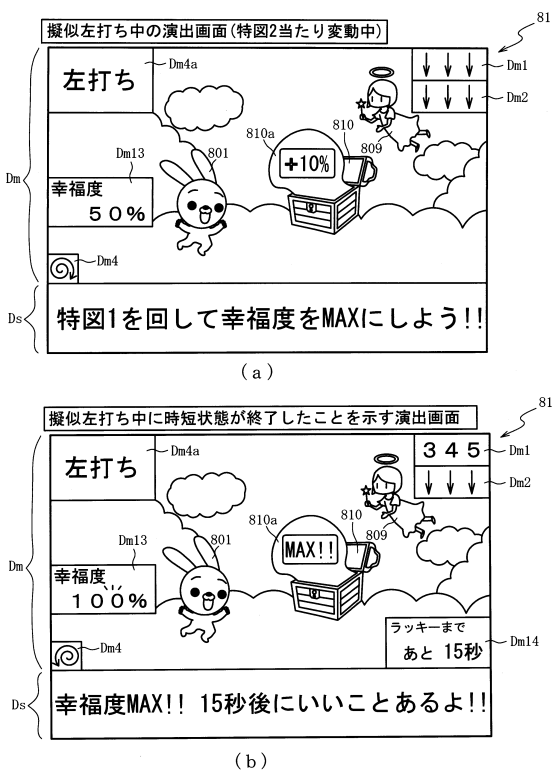 擬似左打ち中の演出画面(特図2当たり変動中)
81
左打ち
Dm4a
↓ ↓ ↓
Dm1
↓ ↓ ↓
Dm2
810a
810
809
Dm13
801
+10%
Dm
幸福度
50%
Dm4
Ds
特図1を回して幸福度をMAXにしよう!!
(a)
擬似左打ち中に時短状態が終了したことを示す演出画面
81
左打ち
Dm4a
3 4 5
Dm1
↓ ↓ ↓
Dm2
810a
810
809
Dm13
801
MAX!!
Dm
幸福度
100%
ラッキーまで
あと 15秒
Dm14
Dm4
Ds
幸福度MAX!! 15秒後にいいことあるよ!!
(b)